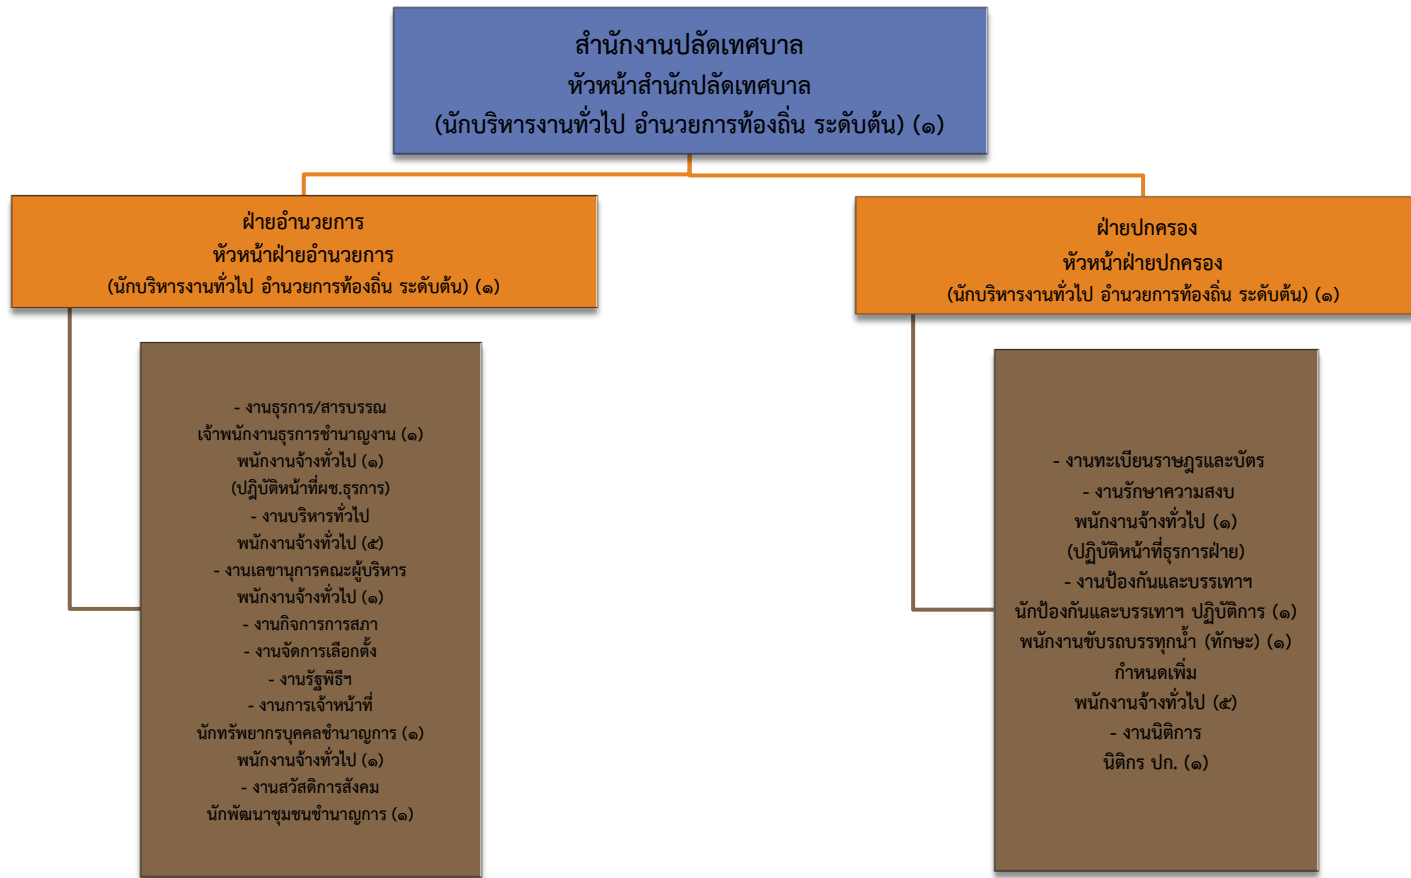 สำนักงานปลัดเทศบาล
หัวหน้าสำนักปลัดเทศบาล
(นักบริหารงานทั่วไป อำนวยการท้องถิ่น ระดับต้น) (๑)
ฝ่ายอำนวยการ
หัวหน้าฝ่ายอำนวยการ
(นักบริหารงานทั่วไป อำนวยการท้องถิ่น ระดับต้น) (๑)
- งานธุรการ/สารบรรณ
เจ้าพนักงานธุรการชำนาญงาน (๑)
พนักงานจ้างทั่วไป (๑)
(ปฎิบัติหน้าที่ผช.ธุรการ)
- งานบริหารทั่วไป
พนักงานจ้างทั่วไป (๕)
- งานเลขานุการคณะผู้บริหาร
พนักงานจ้างทั่วไป (๑)
- งานกิจการการสภา
- งานจัดการเลือกตั้ง
- งานรัฐพิธีฯ
- งานการเจ้าหน้าที่
นักทรัพยากรบุคคลชำนาญการ (๑)
พนักงานจ้างทั่วไป (๑)
- งานสวัสดิการสังคม
นักพัฒนาชุมชนชำนาญการ (๑)
ฝ่ายปกครอง
หัวหน้าฝ่ายปกครอง
(นักบริหารงานทั่วไป อำนวยการท้องถิ่น ระดับต้น) (๑)
- งานทะเบียนราษฎรและบัตร
- งานรักษาความสงบ
พนักงานจ้างทั่วไป (๑)
(ปฏิบัติหน้าที่ธุรการฝ่าย)
- งานป้องกันและบรรเทาฯ
นักป้องกันและบรรเทาฯ ปฏิบัติการ (๑)
พนักงานขับรถบรรทุกน้ำ (ทักษะ) (๑)
กำหนดเพิ่ม
พนักงานจ้างทั่วไป (๕)
- งานนิติการ
นิติกร ปก. (๑)